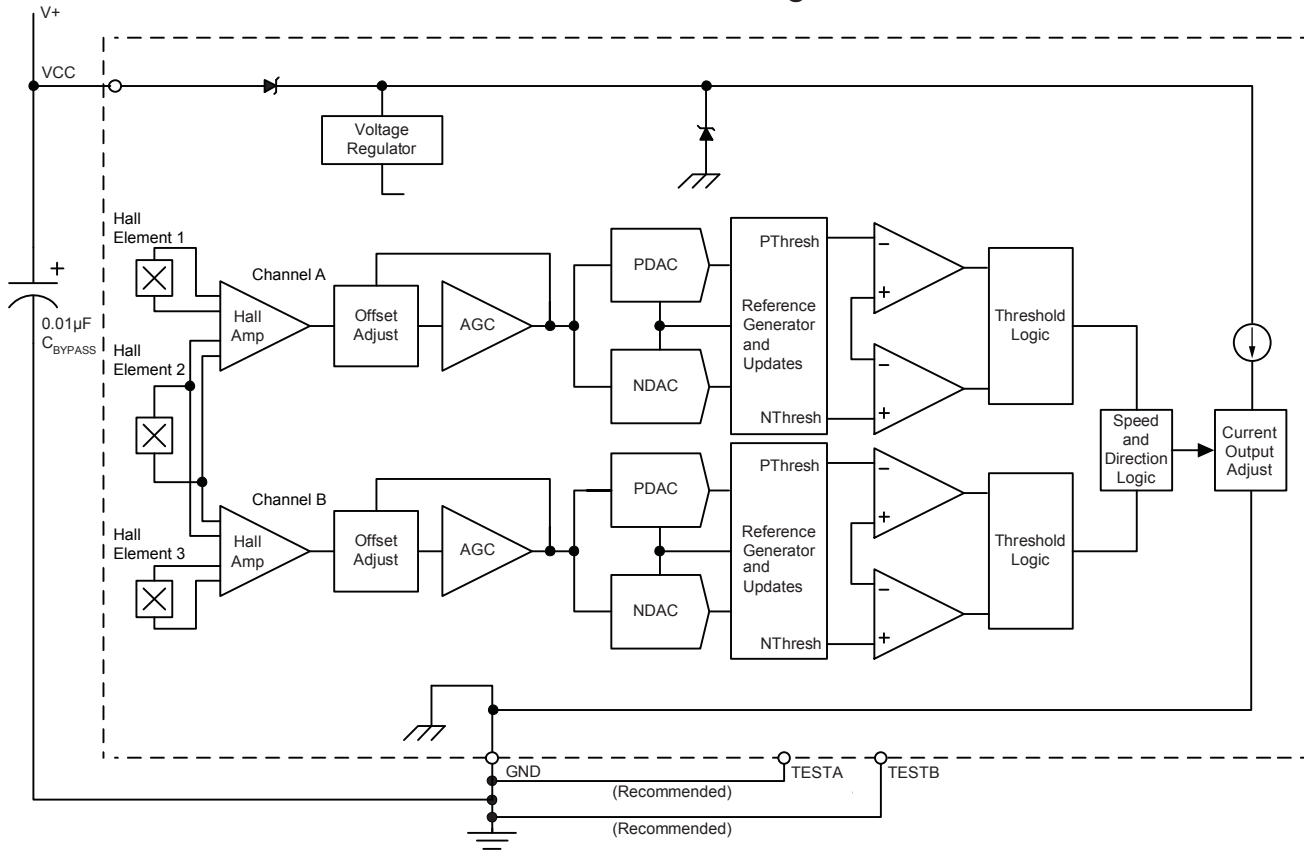 V+
VCC
Voltage
Regulator
Hall
Element 1
Channel A
Hall
Amp
Offset
Adjust
AGC
PDAC
NDAC
PThresh
Reference
Generator
and
Updates
NThresh
−
+
−
+
Threshold
Logic
+
0.01µF
CBYPASS
Hall
Element 2
Speed
and
Direction
Logic
Current
Output
Adjust
Channel B
Hall
Element 3
Hall
Amp
Offset
Adjust
AGC
PDAC
NDAC
PThresh
Reference
Generator
and
Updates
NThresh
−
+
−
+
Threshold
Logic
GND
TESTA
TESTB
(Recommended)
(Recommended)